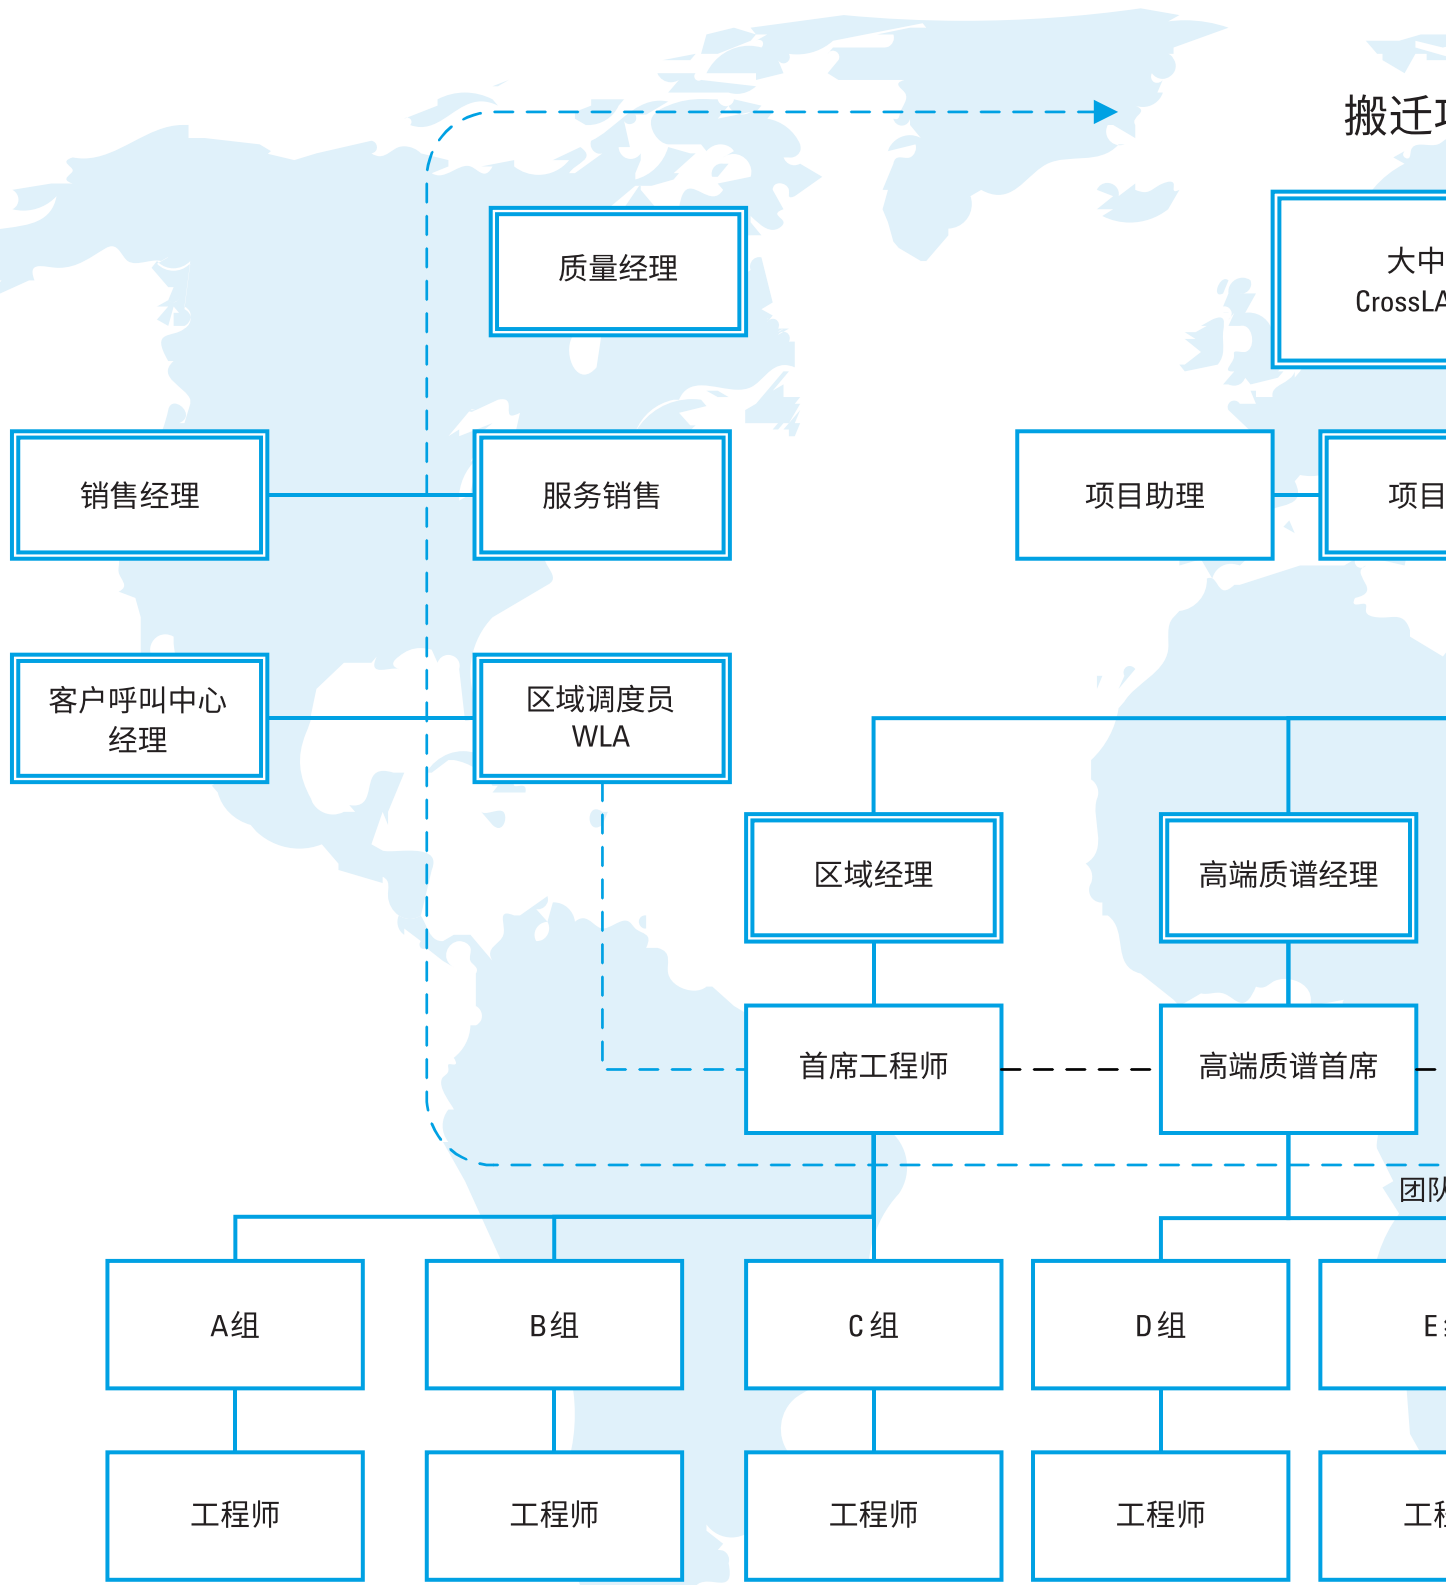 搬迁
质量经理
大中
CrossLA
销售经理
服务销售
项目助理
项目
客户呼叫中心
经理
区域调度员
WLA
区域经理
高端质谱经理
首席工程师
高端质谱首席
团队
A组
B组
C组
D组
E
工程师
工程师
工程师
工程师
工程